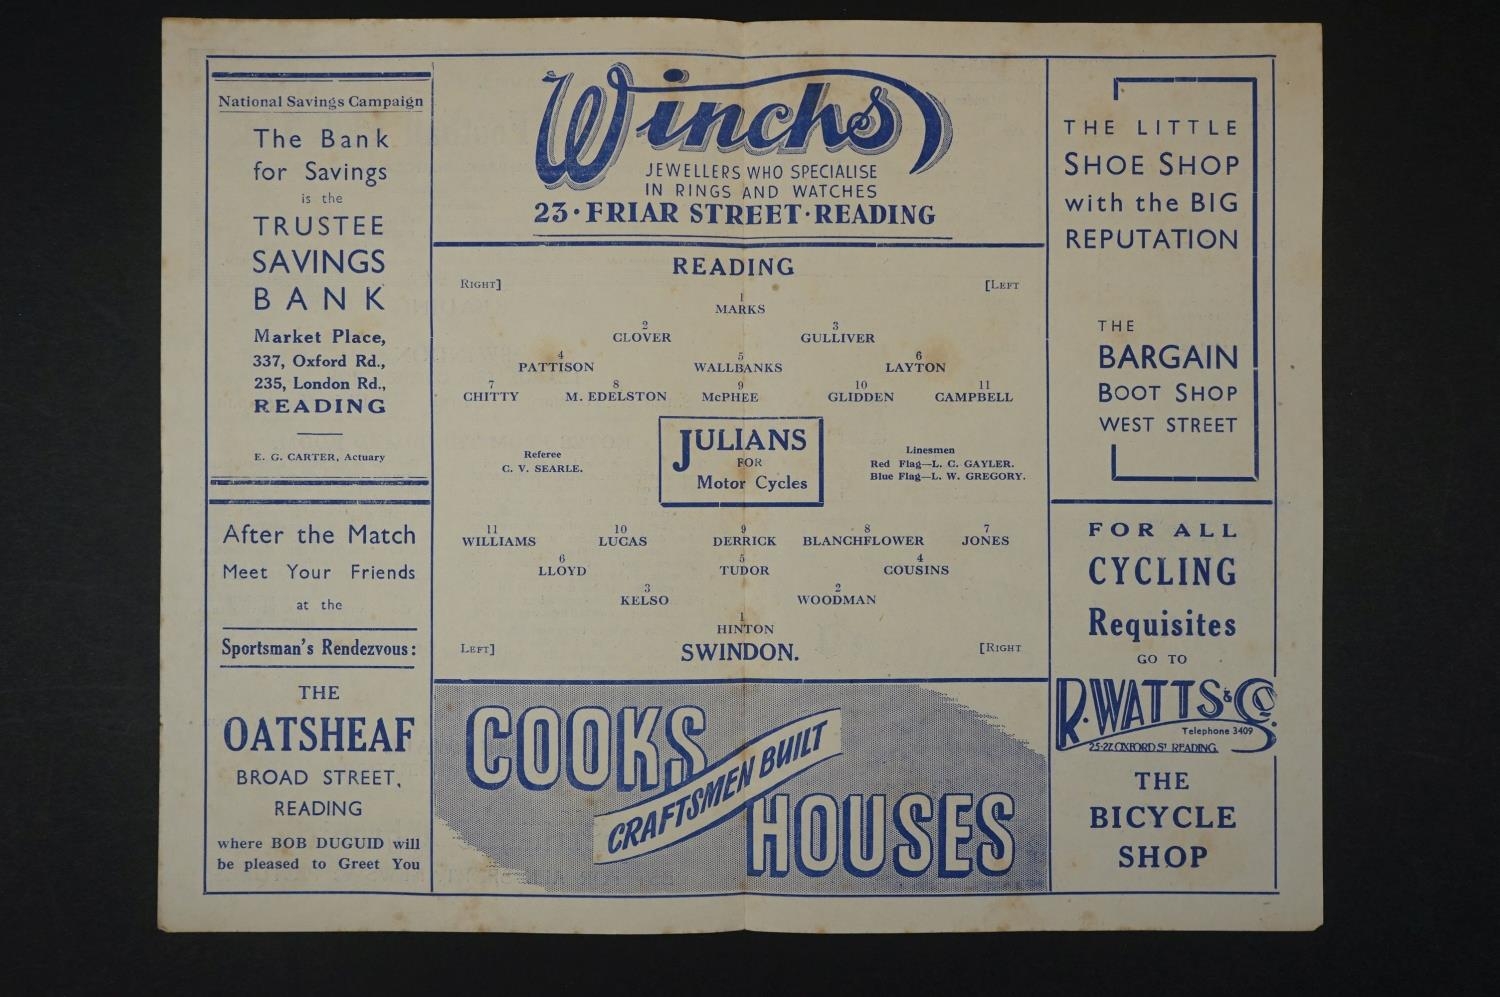 National Savings Campaign
The Bank
for Savings
is the
TRUSTEE
SAVINGS
BANK
Market Place,
337, Oxford Rd.,
235, London Rd.,
READING
E. G. CARTER, Actuary
After the Match
Meet Your Friends
at the
Sportsman's Rendezvous:
THE
OATSHEAF
BROAD STREET,
READING
where BOB DUGUID will
be pleased to Greet You
Winchs
JEWELLERS WHO SPECIALISE
IN RINGS AND WATCHES
23 · FRIAR STREET · READING
READING
RIGHT] [LEFT
1
MARKS
2 3
CLOVER GULLIVER
4 5 6
PATTISON WALLBANKS LAYTON
7 8 9 10 11
CHITTY M. EDELSTON McPHEE GLIDDEN CAMPBELL
Referee
C. V. SEARLE.
JULIANS
FOR
Motor Cycles
Linesmen
Red Flag—L. C. GAYLER.
Blue Flag—L. W. GREGORY.
11 10 9 8 7
WILLIAMS LUCAS DERRICK BLANCHFLOWER JONES
6 5 4
LLOYD TUDOR COUSINS
3 2
KELSO WOODMAN
1
HINTON
LEFT] SWINDON. [RIGHT
COOKS
CRAFTSMEN BUILT
HOUSES
THE LITTLE
SHOE SHOP
with the BIG
REPUTATION
THE
BARGAIN
BOOT SHOP
WEST STREET
FOR ALL
CYCLING
Requisites
GO TO
R. WATTS & Co.
Telephone 3409
25-27, OXFORD ST READING.
THE
BICYCLE
SHOP